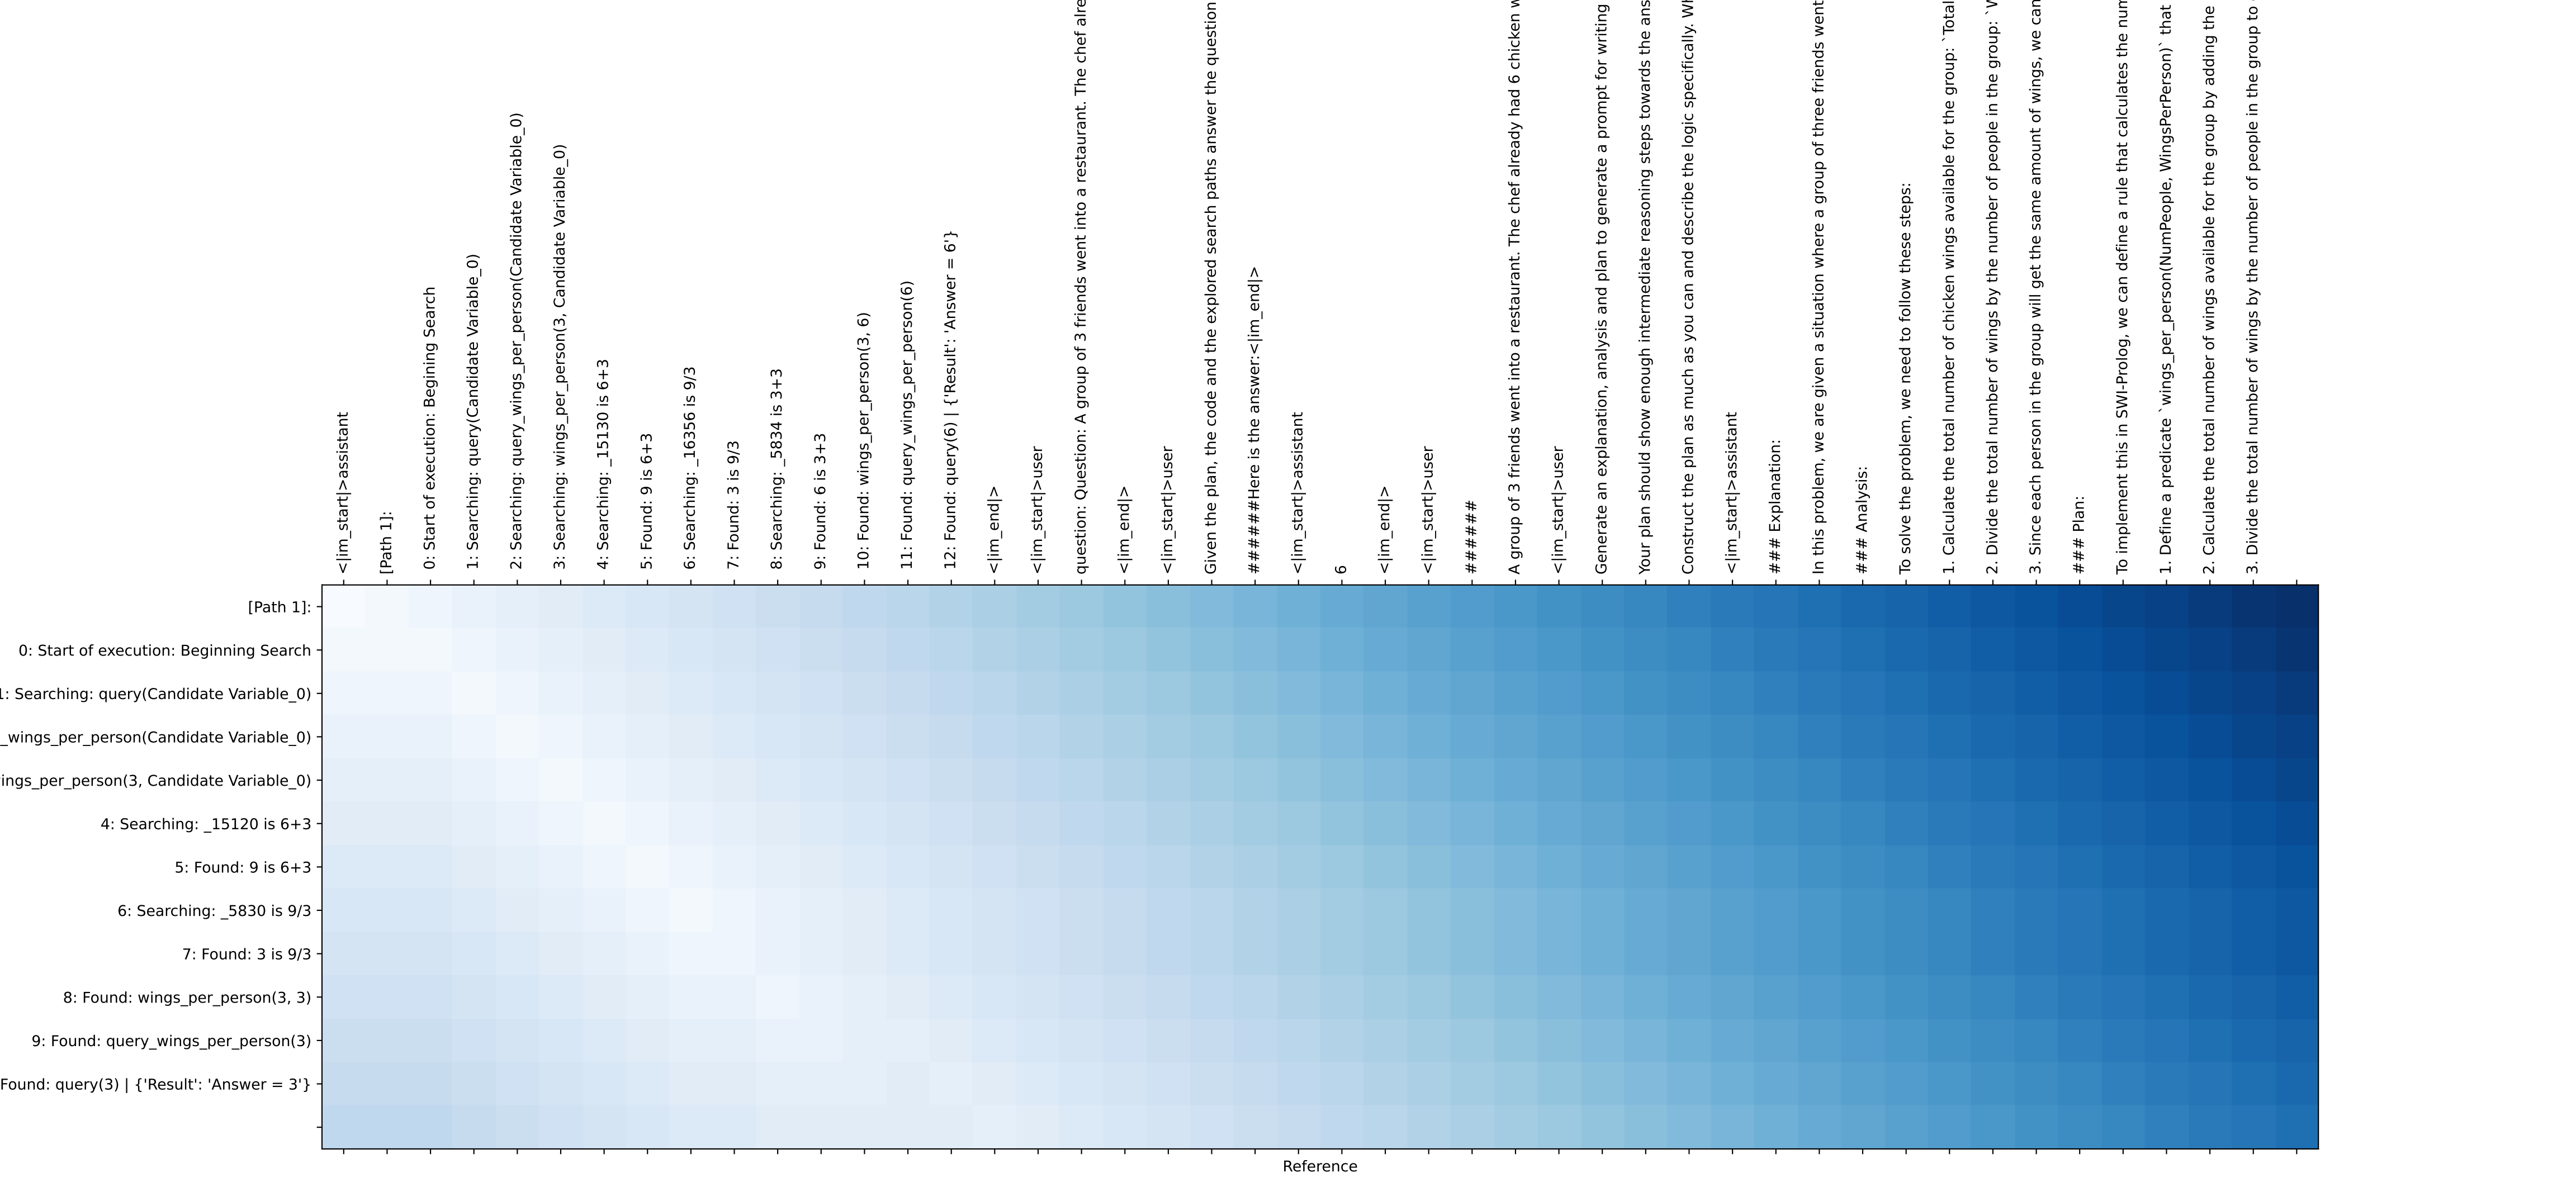 <|im_start|>assistant
[Path 1]:
0: Start of execution: Begining Search
1: Searching: query(Candidate Variable_0)
2: Searching: query_wings_per_person(Candidate Variable_0)
3: Searching: wings_per_person(3, Candidate Variable_0)
4: Searching: _15130 is 6+3
5: Found: 9 is 6+3
6: Searching: _16356 is 9/3
7: Found: 3 is 9/3
8: Searching: _5834 is 3+3
9: Found: 6 is 3+3
10: Found: wings_per_person(3, 6)
11: Found: query_wings_per_person(6)
12: Found: query(6) | {'Result': 'Answer = 6'}
<|im_end|>
<|im_start|>user
question: Question: A group of 3 friends went into a restaurant. The chef
<|im_end|>
<|im_start|>user
Given the plan, the code and the explored search paths answer the question
#######Here is the answer:<|im_end|>
<|im_start|>assistant
6
<|im_end|>
<|im_start|>user
######
A group of 3 friends went into a restaurant. The chef already had 6 chicken
<|im_start|>user
Generate an explanation, analysis and plan to generate a prompt for writing
Your plan should show enough intermediate reasoning steps towards the
Construct the plan as much as you can and describe the logic specifically.
<|im_start|>assistant
### Explanation:
In this problem, we are given a situation where a group of three friends went
### Analysis:
To solve the problem, we need to follow these steps:
1. Calculate the total number of chicken wings available for the group: `Total
2. Divide the total number of wings by the number of people in the group:
3. Since each person in the group will get the same amount of wings, we can
### Plan:
To implement this in SWI-Prolog, we can define a rule that calculates the
1. Define a predicate `wings_per_person(NumPeople, WingsPerPerson)` that
2. Calculate the total number of wings available for the group by adding the
3. Divide the total number of wings by the number of people in the group to
[Path 1]:
0: Start of execution: Beginning Search
1: Searching: query(Candidate Variable_0)
_wings_per_person(Candidate Variable_0)
ings_per_person(3, Candidate Variable_0)
4: Searching: _15120 is 6+3
5: Found: 9 is 6+3
6: Searching: _5830 is 9/3
7: Found: 3 is 9/3
8: Found: wings_per_person(3, 3)
9: Found: query_wings_per_person(3)
Found: query(3) | {'Result': 'Answer = 3'}
Reference